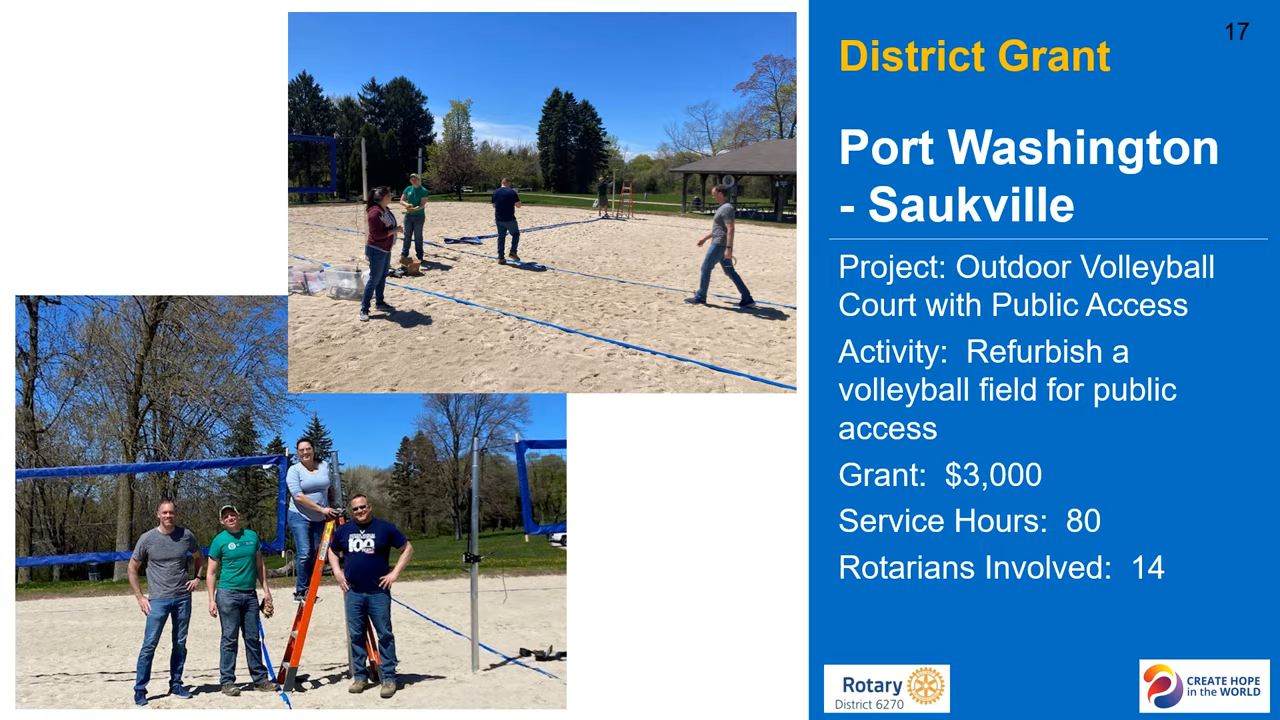 17
District Grant
Port Washington
- Saukville
Project: Outdoor Volleyball
Court with Public Access
Activity:  Refurbish a
volleyball field for public
access
Grant:  $3,000
Service Hours:  80
Rotarians Involved:  14
Rotary
District 6270
CREATE HOPE
in the WORLD
100